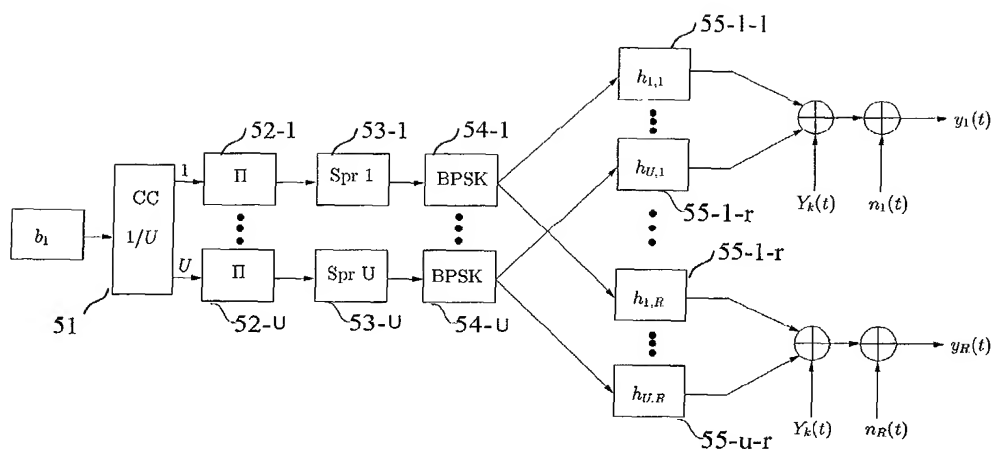 55-1-1
h1,1
52-1
53-1
54-1
y1(t)
1
Π
Spr 1
BPSK
CC
hU,1
Yk(t)
n1(t)
b1
1/U
55-1-r
U
Π
Spr U
BPSK
55-1-r
51
52-U
53-U
54-U
h1,R
yR(t)
hU,R
Yk(t)
nR(t)
55-u-r